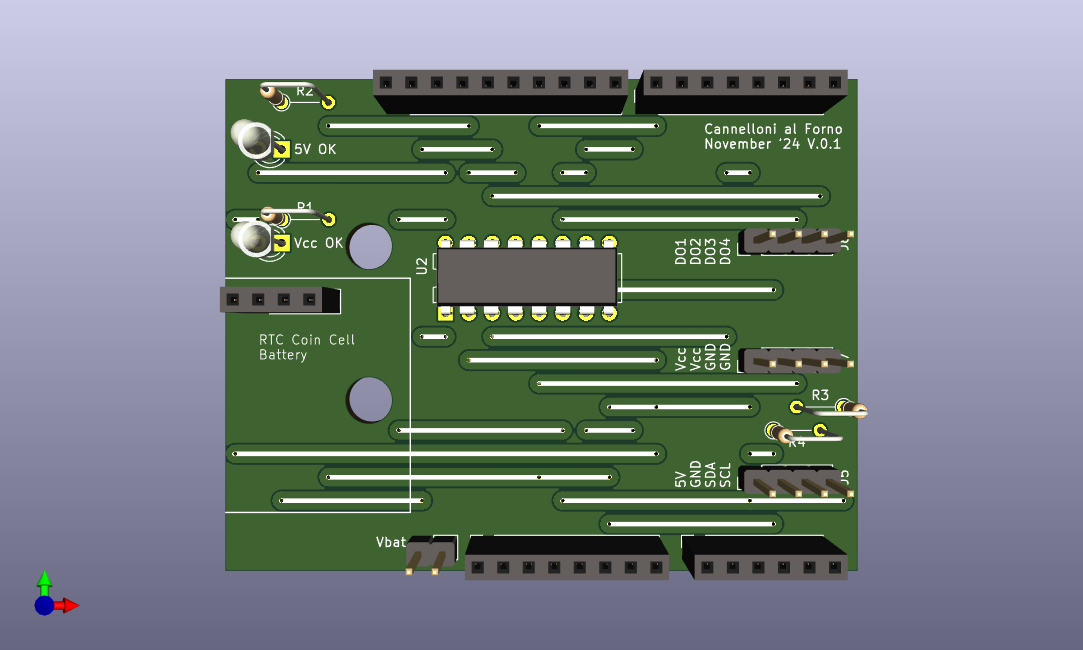 R2
Cannelloni al Forno
November '24 V.0.1
5V OK
R1
Vcc OK
DO1
DO2
DO3
DO4
U2
RTC Coin Cell
Battery
Vcc
Vcc
GND
GND
R3
R4
5V
GND
SDA
SCL
J5
Vbat